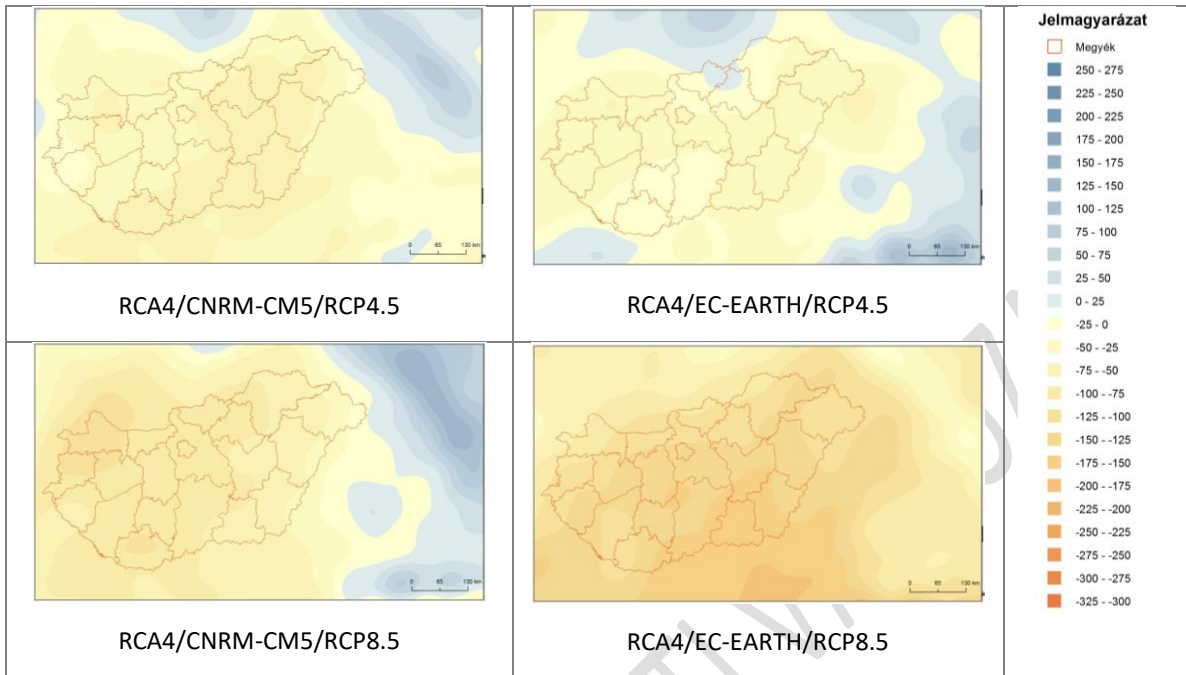 0 65 130 km
RCA4/CNRM-CM5/RCP4.5
0 65 130 km
RCA4/EC-EARTH/RCP4.5
0 65 130 km
RCA4/CNRM-CM5/RCP8.5
0 65 130 km
RCA4/EC-EARTH/RCP8.5
Jelmagyarázat
Megyék
250 - 275
225 - 250
200 - 225
175 - 200
150 - 175
125 - 150
100 - 125
75 - 100
50 - 75
25 - 50
0 - 25
-25 - 0
-50 - -25
-75 - -50
-100 - -75
-125 - -100
-150 - -125
-175 - -150
-200 - -175
-225 - -200
-250 - -225
-275 - -250
-300 - -275
-325 - -300